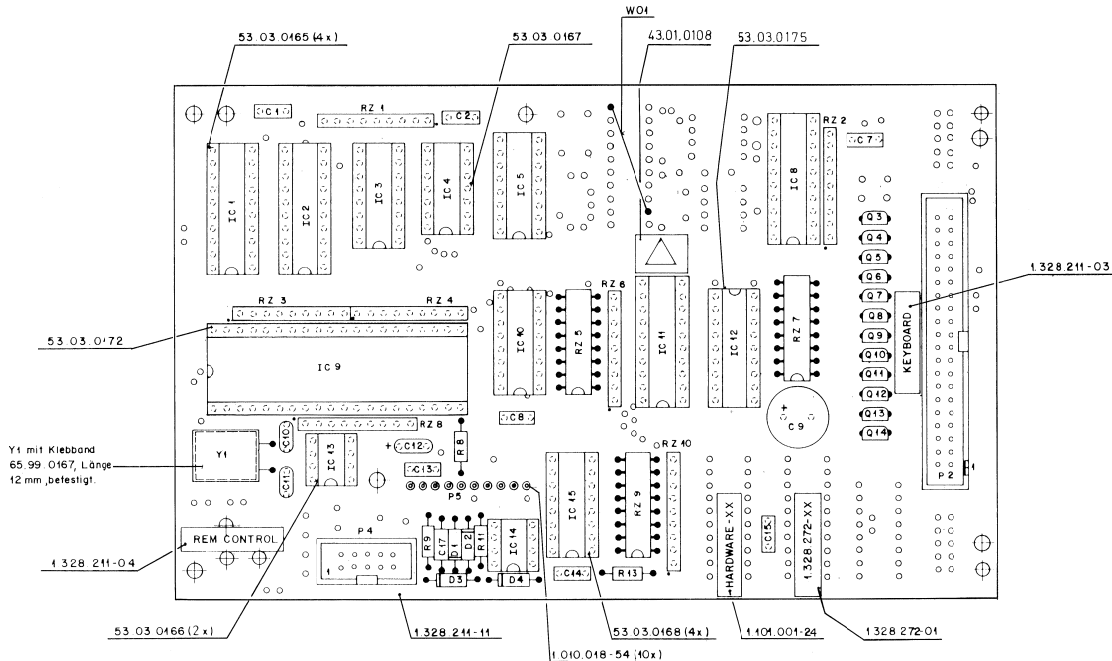 W01
53.03.0165 (4x)
53.03.0167
43.01.0108
53.03.0175
C1
RZ 1
C2
RZ 2
C7
IC 1
IC 2
IC 3
IC 4
IC 5
IC 8
Q3
Q4
Q5
Q6
Q7
Q8
Q9
Q10
Q11
Q12
Q13
Q14
1.328.211-03
KEYBOARD
RZ 3
RZ 4
RZ 6
53.03.0172
IC 9
IC 10
RZ 5
IC 11
IC 12
RZ 7
C8
C9
+
RZ 8
R8
Y1 mit Klebband
65.99.0167, Länge
12 mm, befestigt.
Y1
C10
C11
IC 13
+
C12
C13
RZ 10
P5
IC 15
RZ 9
P2
1
REM CONTROL
P4
1
R9
C17
D1
D2
R11
IC 14
D3
D4
C14
R13
HARDWARE-XX
C15
1.328.272-XX
1.328.211-04
53.03.0166 (2x)
1.328.211-11
53.03.0168 (4x)
1.101.001-24
1.328.272-01
1.010.018-54 (10x)